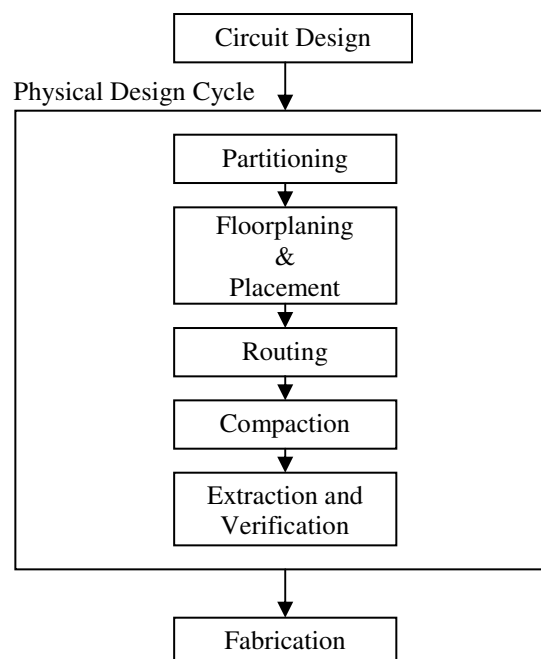 Circuit Design
Physical Design Cycle
Partitioning
Floorplaning
&
Placement
Routing
Compaction
Extraction and
Verification
Fabrication